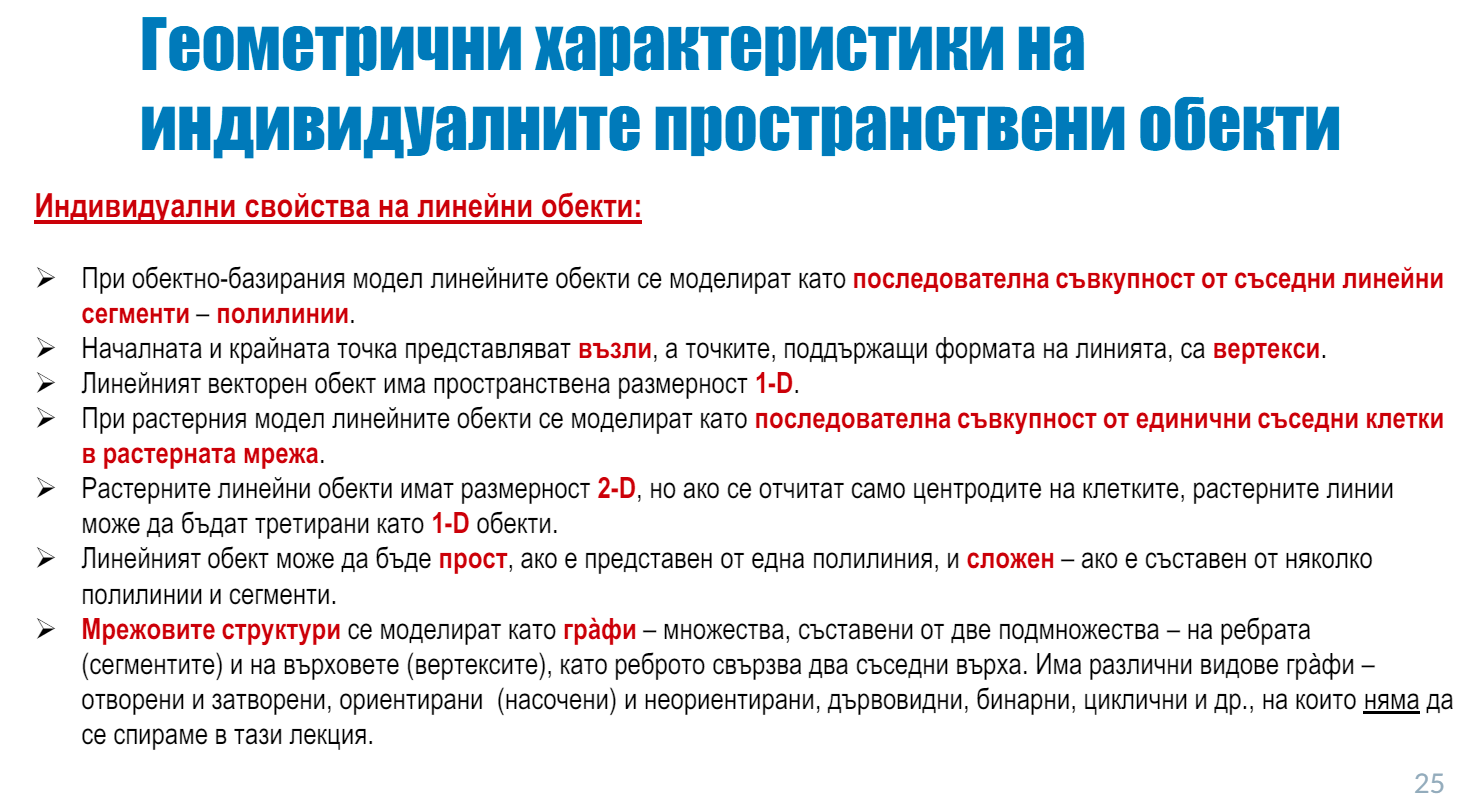 Геометрични характеристики на
индивидуалните пространствени обекти
Индивидуални свойства на линейни обекти:
➢ При обектно-базирания модел линейните обекти се моделират като последователна съвкупност от съседни линейни
сегменти – полилинии.
➢ Началната и крайната точка представляват възли, а точките, поддържащи формата на линията, са вертекси.
➢ Линейният векторен обект има пространствена размерност 1-D.
➢ При растерния модел линейните обекти се моделират като последователна съвкупност от единични съседни клетки
в растерната мрежа.
➢ Растерните линейни обекти имат размерност 2-D, но ако се отчитат само центродите на клетките, растерните линии
може да бъдат третирани като 1-D обекти.
➢ Линейният обект може да бъде прост, ако е представен от една полилиния, и сложен – ако е съставен от няколко
полилинии и сегменти.
➢ Мрежовите структури се моделират като гра̀фи – множества, съставени от две подмножества – на ребрата
(сегментите) и на върховете (вертексите), като реброто свързва два съседни върха. Има различни видове гра̀фи –
отворени и затворени, ориентирани (насочени) и неориентирани, дървовидни, бинарни, циклични и др., на които няма да
се спираме в тази лекция.
25